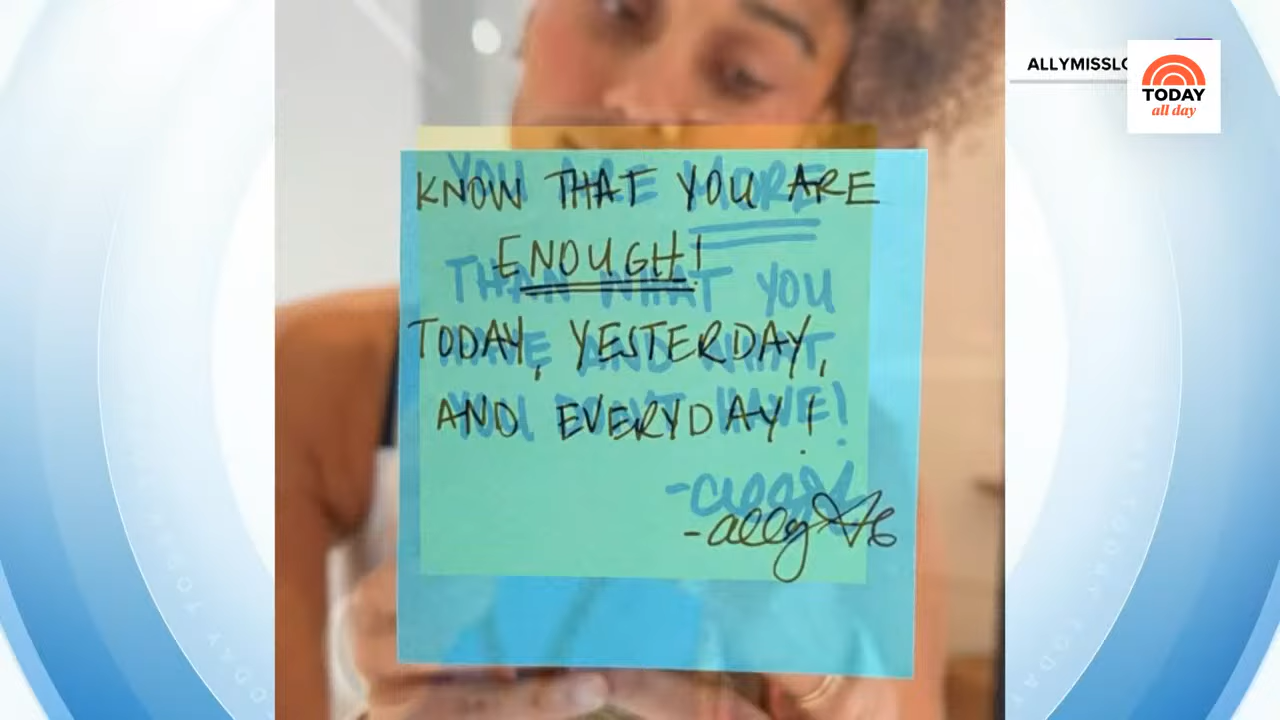 ALLYMISSLO
TODAY
all day
KNOW THAT YOU ARE
ENOUGH!
TODAY, YESTERDAY,
AND EVERYDAY!
-ally
YOU ARE MORE
THAN WHAT YOU
HAVE AND WHAT
YOU DON'T HAVE!